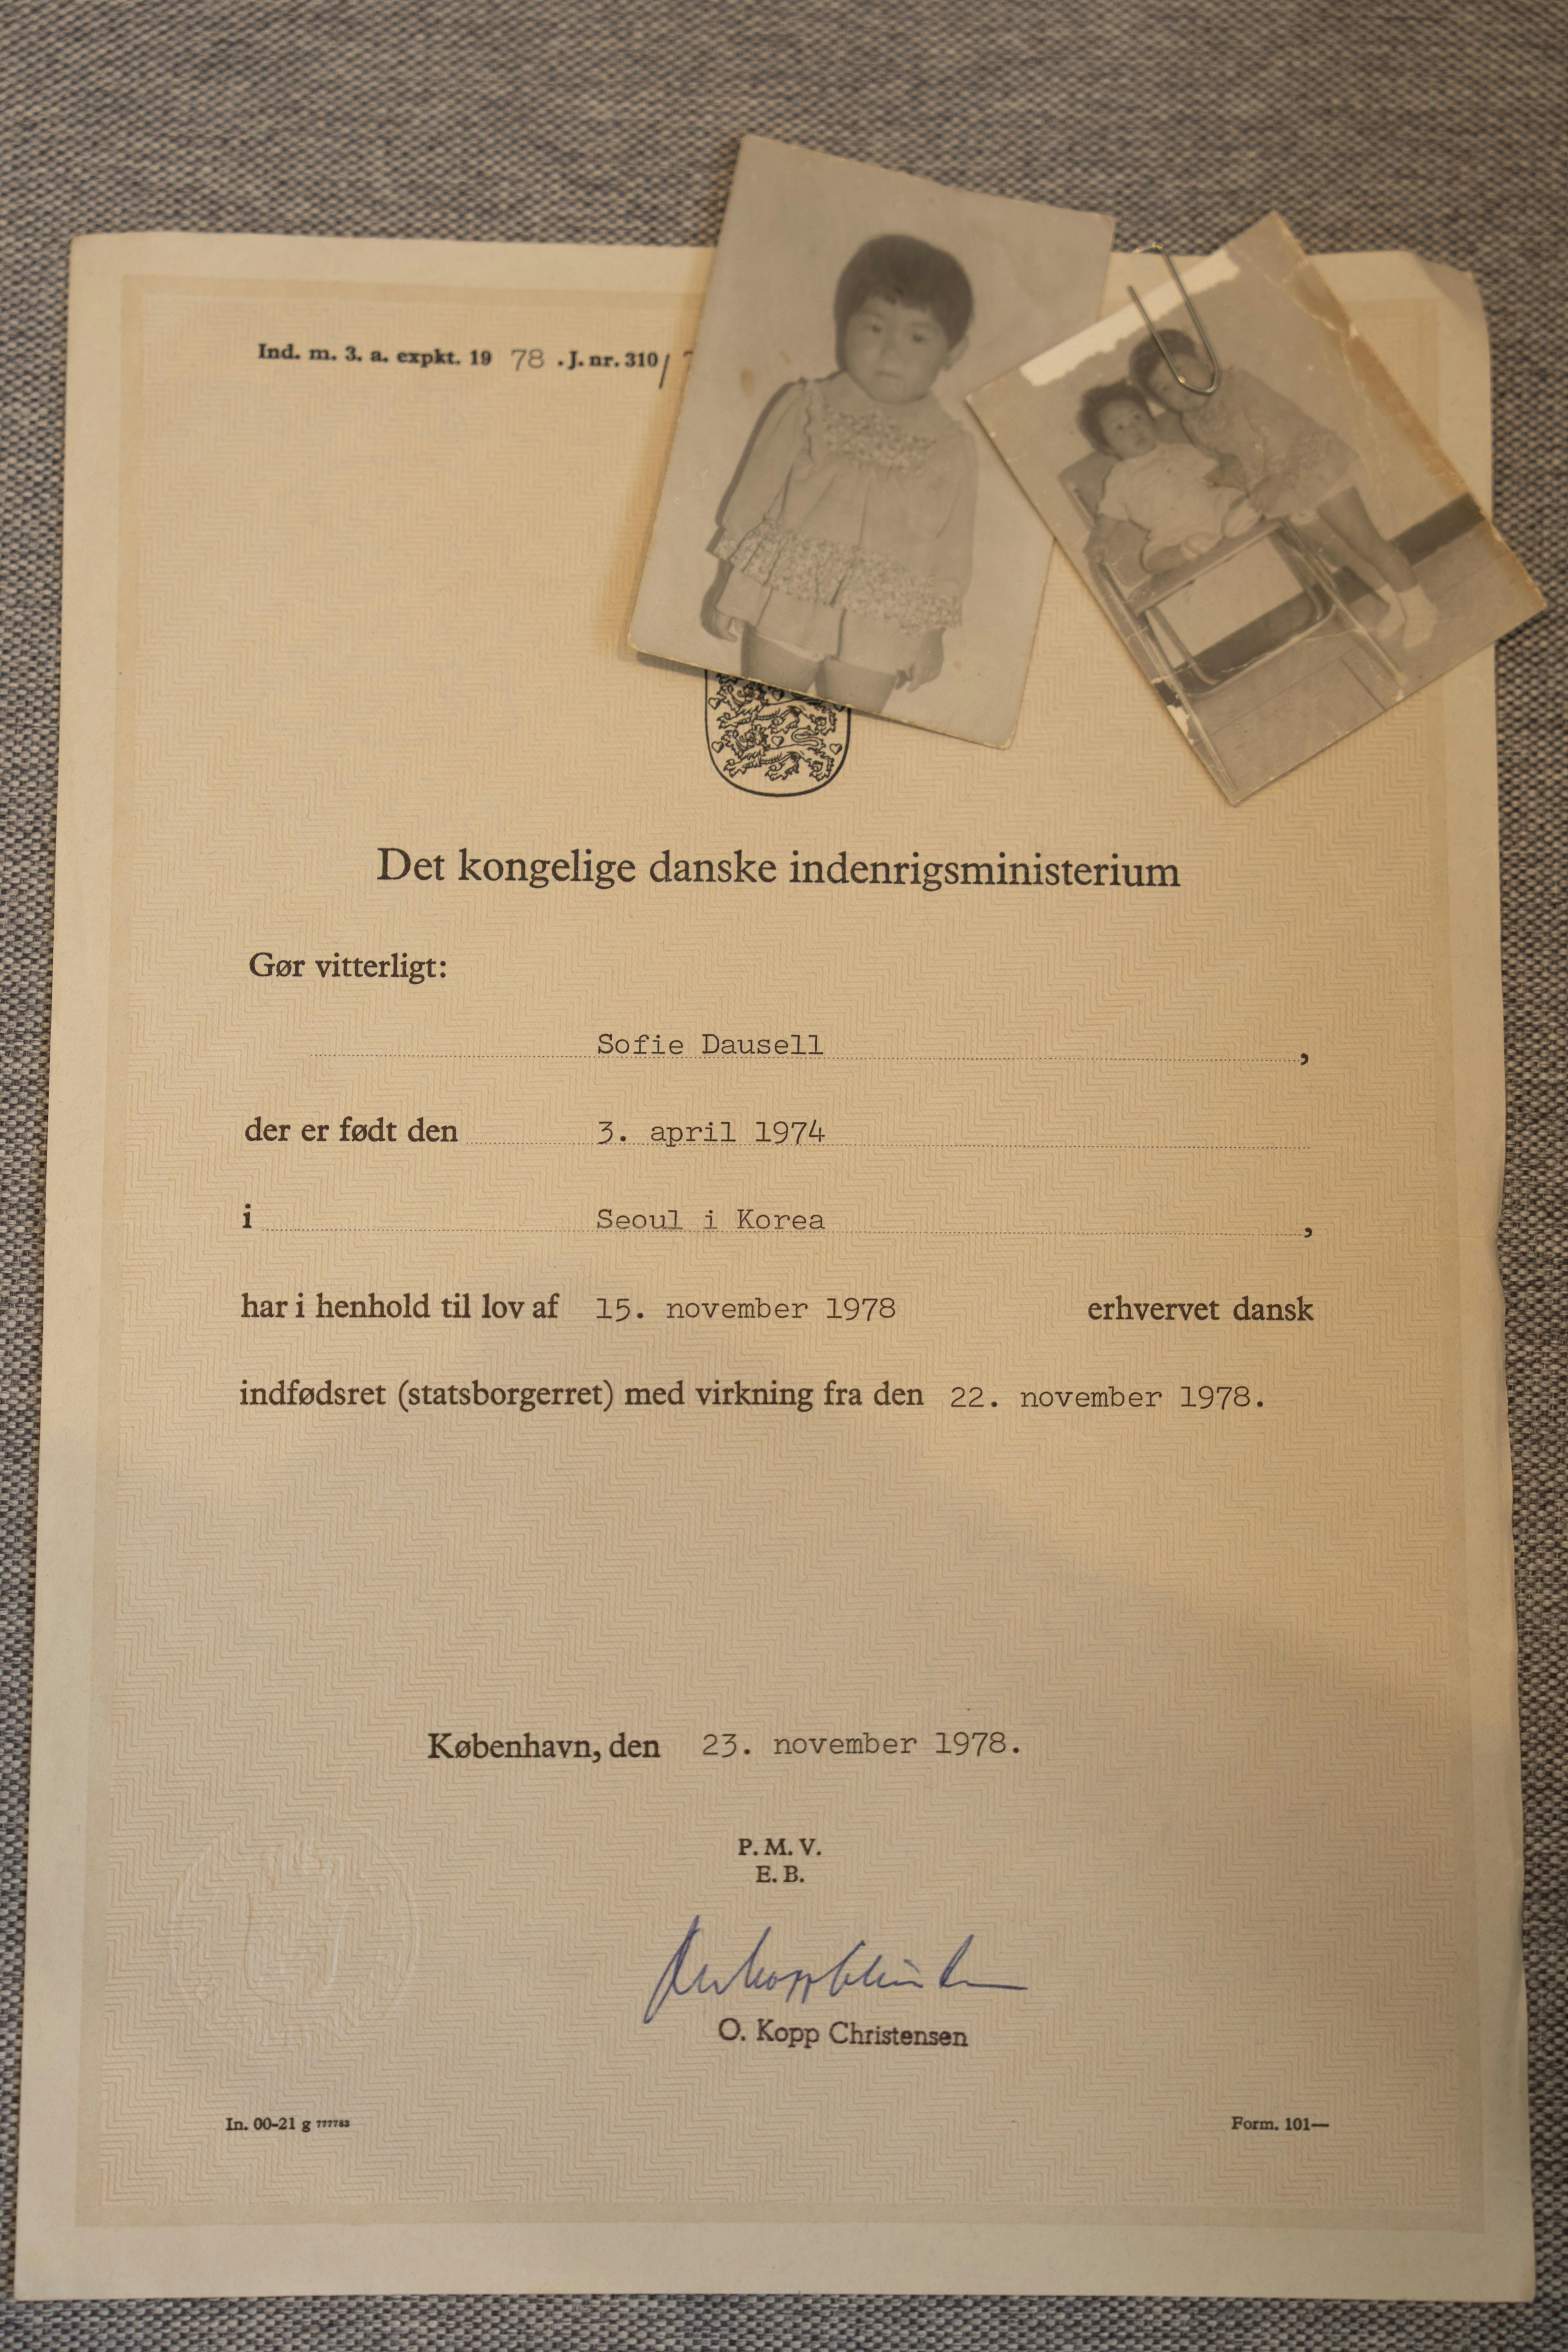 Ind. m. 3. a. expkt. 19 78 . J. nr. 310/
Det kongelige danske indenrigsministerium
Gør vitterligt:
Sofie Dausell,
der er født den 3. april 1974
i Seoul i Korea,
har i henhold til lov af 15. november 1978 erhvervet dansk
indfødsret (statsborgerret) med virkning fra den 22. november 1978.
København, den 23. november 1978.
P. M. V.
E. B.
O. Kopp Christensen
In. 00-21 g 777783 Form. 101—